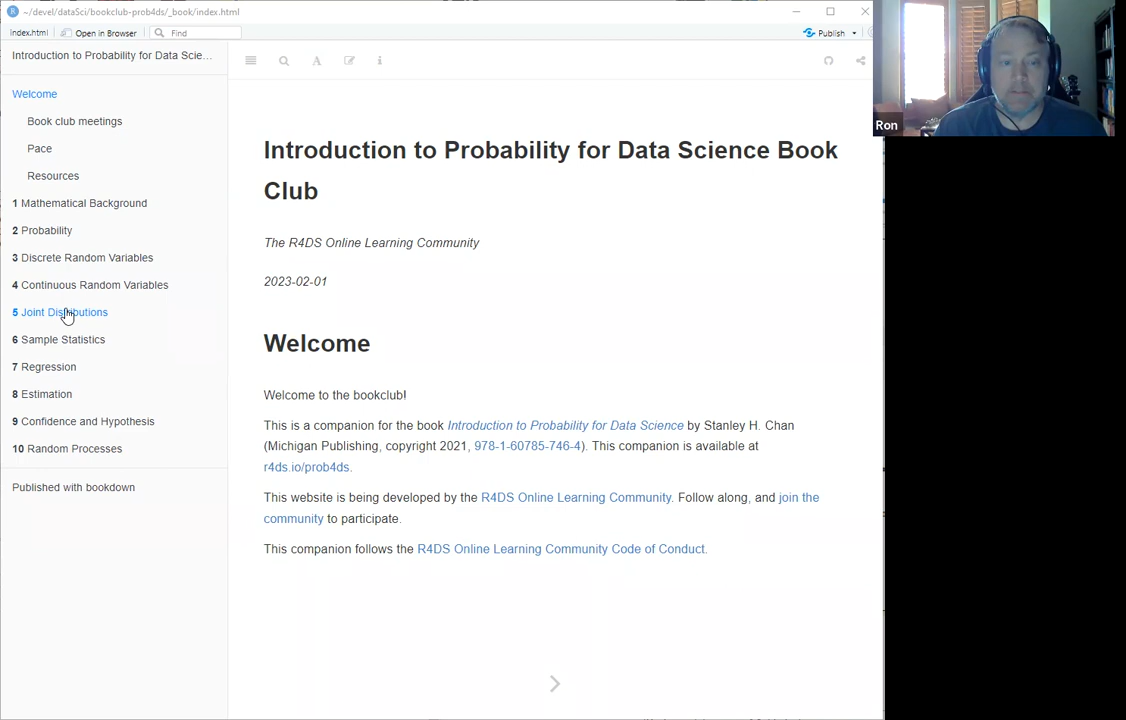 ~/devel/dataSci/bookclub-prob4ds/_book/index.html
index.html Open in Browser Find Publish
Introduction to Probability for Data Scie...
Welcome
Book club meetings
Pace
Resources
1 Mathematical Background
2 Probability
3 Discrete Random Variables
4 Continuous Random Variables
5 Joint Distributions
6 Sample Statistics
7 Regression
8 Estimation
9 Confidence and Hypothesis
10 Random Processes
Published with bookdown
Introduction to Probability for Data Science Book
Club
The R4DS Online Learning Community
2023-02-01
Welcome
Welcome to the bookclub!
This is a companion for the book Introduction to Probability for Data Science by Stanley H. Chan
(Michigan Publishing, copyright 2021, 978-1-60785-746-4). This companion is available at
r4ds.io/prob4ds.
This website is being developed by the R4DS Online Learning Community. Follow along, and join the
community to participate.
This companion follows the R4DS Online Learning Community Code of Conduct.
Ron